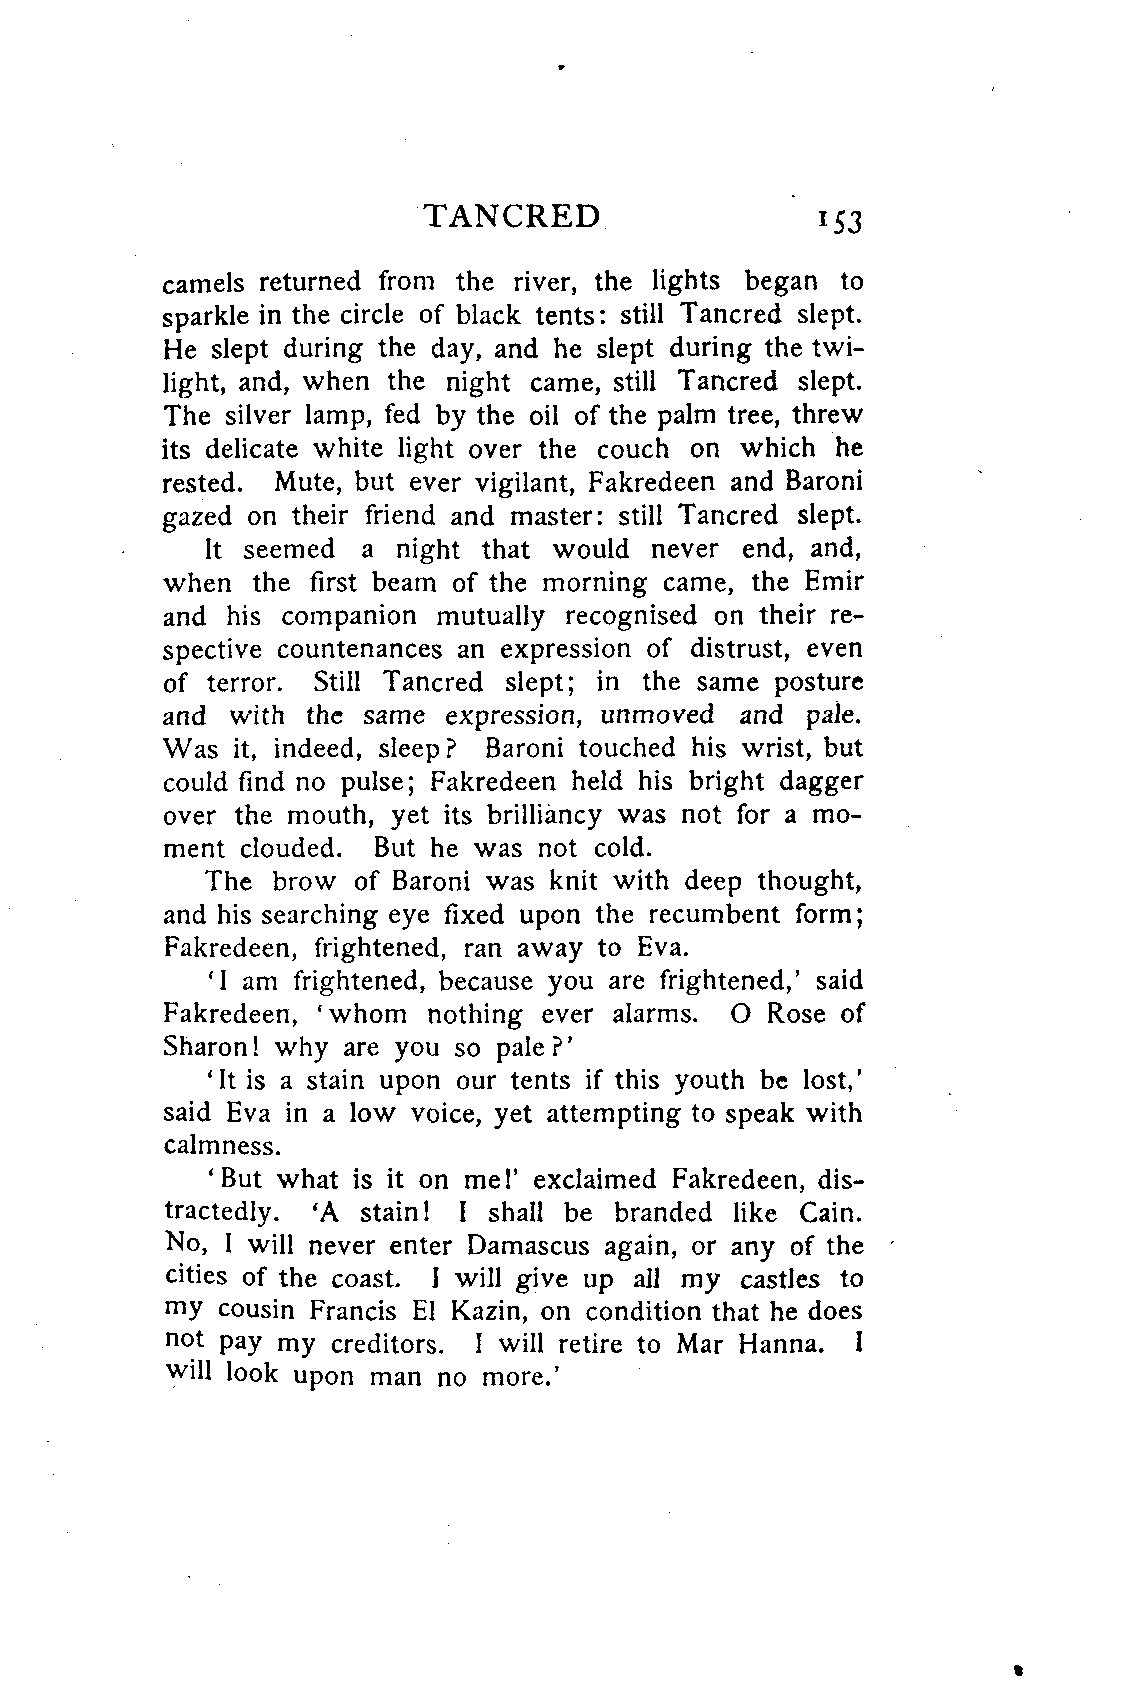 TANCRED 153
camels returned from the river, the lights began to
sparkle in the circle of black tents: still Tancred slept.
He slept during the day, and he slept during the twi-
light, and, when the night came, still Tancred slept.
The silver lamp, fed by the oil of the palm tree, threw
its delicate white light over the couch on which he
rested. Mute, but ever vigilant, Fakredeen and Baroni
gazed on their friend and master: still Tancred slept.
It seemed a night that would never end, and,
when the first beam of the morning came, the Emir
and his companion mutually recognised on their re-
spective countenances an expression of distrust, even
of terror. Still Tancred slept; in the same posture
and with the same expression, unmoved and pale.
Was it, indeed, sleep? Baroni touched his wrist, but
could find no pulse; Fakredeen held his bright dagger
over the mouth, yet its brilliancy was not for a mo-
ment clouded. But he was not cold.
The brow of Baroni was knit with deep thought,
and his searching eye fixed upon the recumbent form;
Fakredeen, frightened, ran away to Eva.
‘I am frightened, because you are frightened,’ said
Fakredeen, ‘whom nothing ever alarms. O Rose of
Sharon! why are you so pale?’
‘It is a stain upon our tents if this youth be lost,’
said Eva in a low voice, yet attempting to speak with
calmness.
‘But what is it on me!’ exclaimed Fakredeen, dis-
tractedly. ‘A stain! I shall be branded like Cain.
No, I will never enter Damascus again, or any of the
cities of the coast. I will give up all my castles to
my cousin Francis El Kazin, on condition that he does
not pay my creditors. I will retire to Mar Hanna. I
will look upon man no more.’